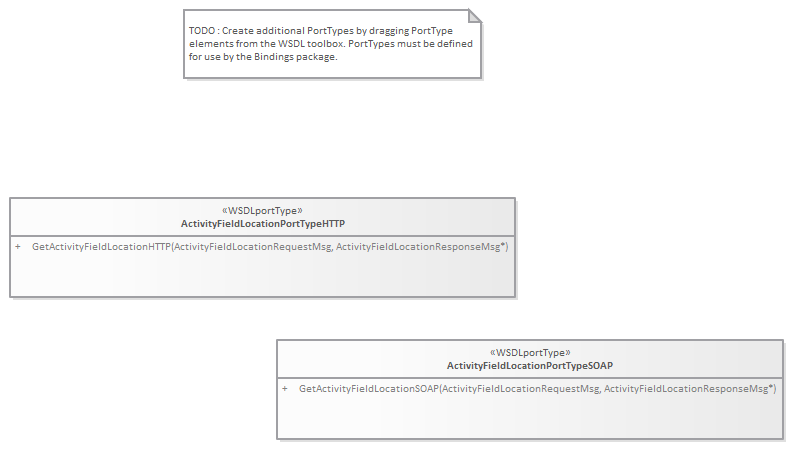 TODO : Create additional PortTypes by dragging PortType
elements from the WSDL toolbox. PortTypes must be defined
for use by the Bindings package.
«WSDLportType»
ActivityFieldLocationPortTypeHTTP
+ GetActivityFieldLocationHTTP(ActivityFieldLocationRequestMsg, ActivityFieldLocationResponseMsg*)
«WSDLportType»
ActivityFieldLocationPortTypeSOAP
+ GetActivityFieldLocationSOAP(ActivityFieldLocationRequestMsg, ActivityFieldLocationResponseMsg*)